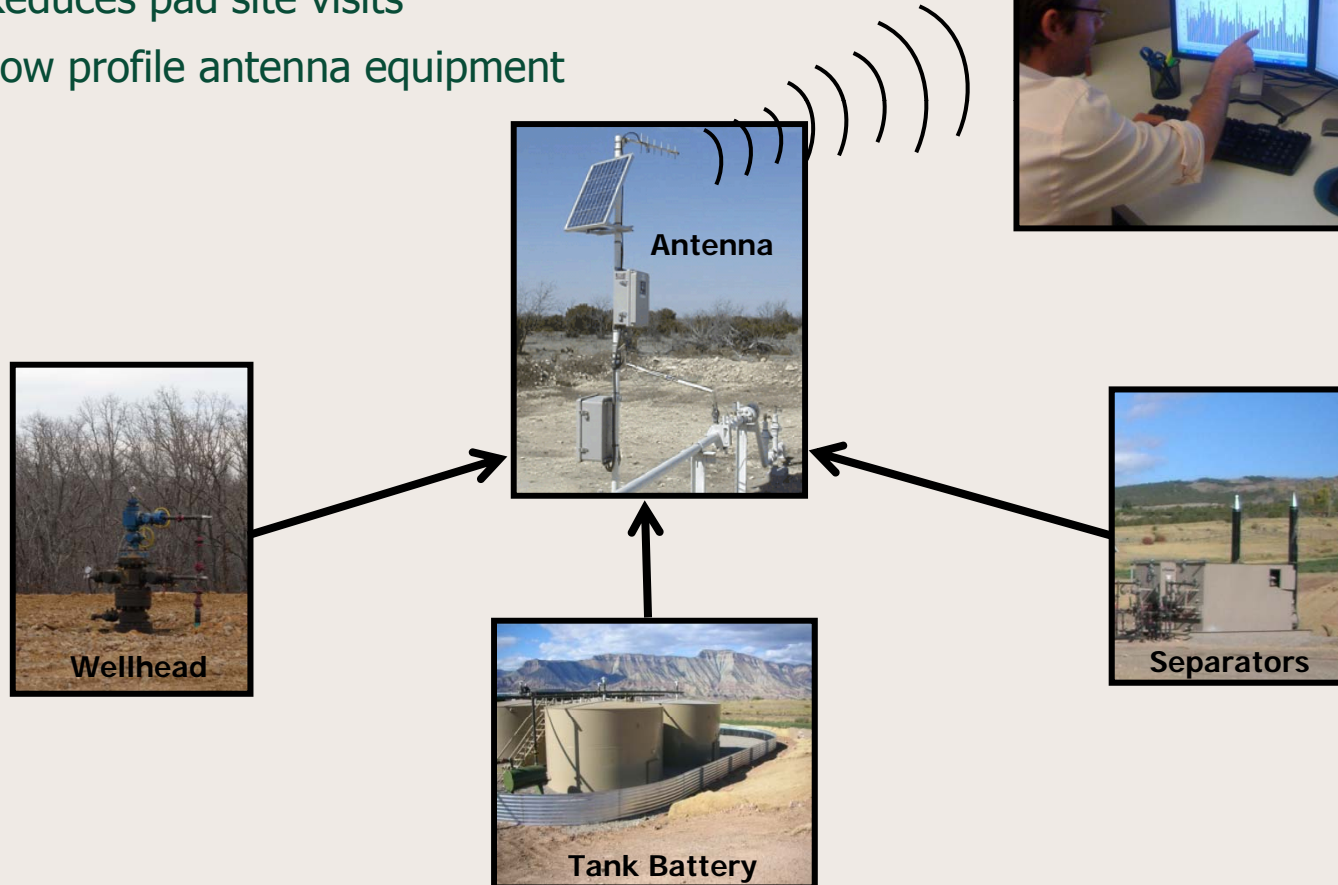 educes pad site visits
ow profile antenna equipment
Antenna
Wellhead
Separators
Tank Battery